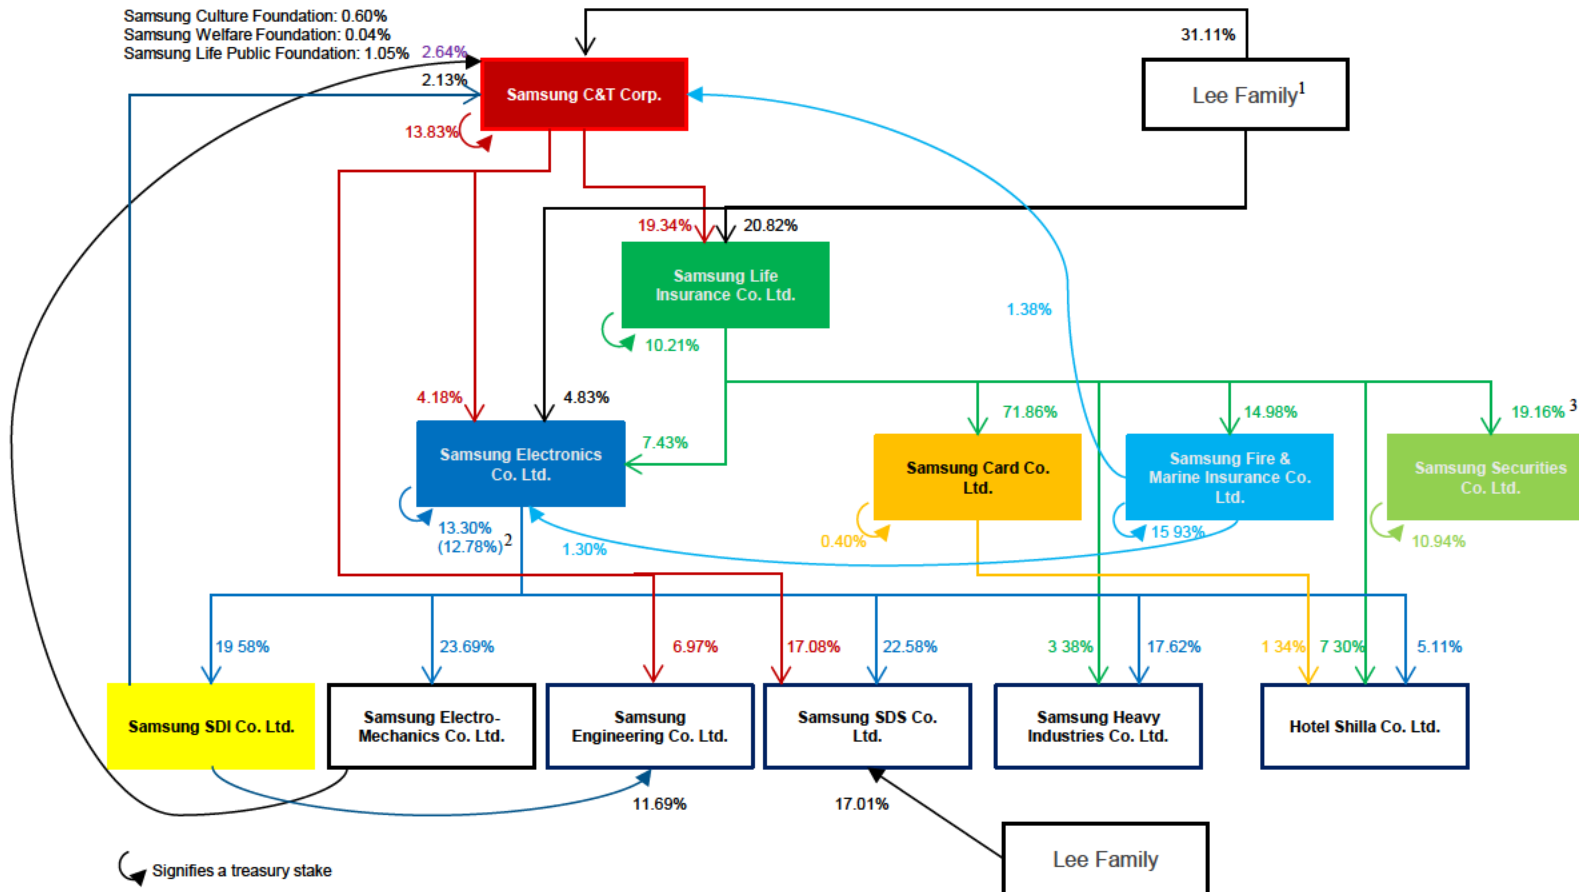 Samsung Culture Foundation: 0.60%
Samsung Welfare Foundation: 0.04%
Samsung Life Public Foundation: 1.05%
2.64%
2.13%
31.11%
Samsung C&T Corp.
Lee Family1
13.83%
19.34%
20.82%
Samsung Life
Insurance Co. Ltd.
1.38%
10.21%
4.18%
4.83%
71.86%
14.98%
19.16% 3
7.43%
Samsung Electronics
Co. Ltd.
Samsung Card Co.
Ltd.
Samsung Fire &
Marine Insurance Co.
Ltd.
Samsung Securities
Co. Ltd.
13.30%
(12.78%)2
1.30%
0.40%
15 93%
10.94%
19 58%
23.69%
6.97%
17.08%
22.58%
3 38%
17.62%
1 34%
7 30%
5.11%
Samsung SDI Co. Ltd.
Samsung Electro-
Mechanics Co. Ltd.
Samsung
Engineering Co. Ltd.
Samsung SDS Co.
Ltd.
Samsung Heavy
Industries Co. Ltd.
Hotel Shilla Co. Ltd.
11.69%
17.01%
Lee Family
Signifies a treasury stake